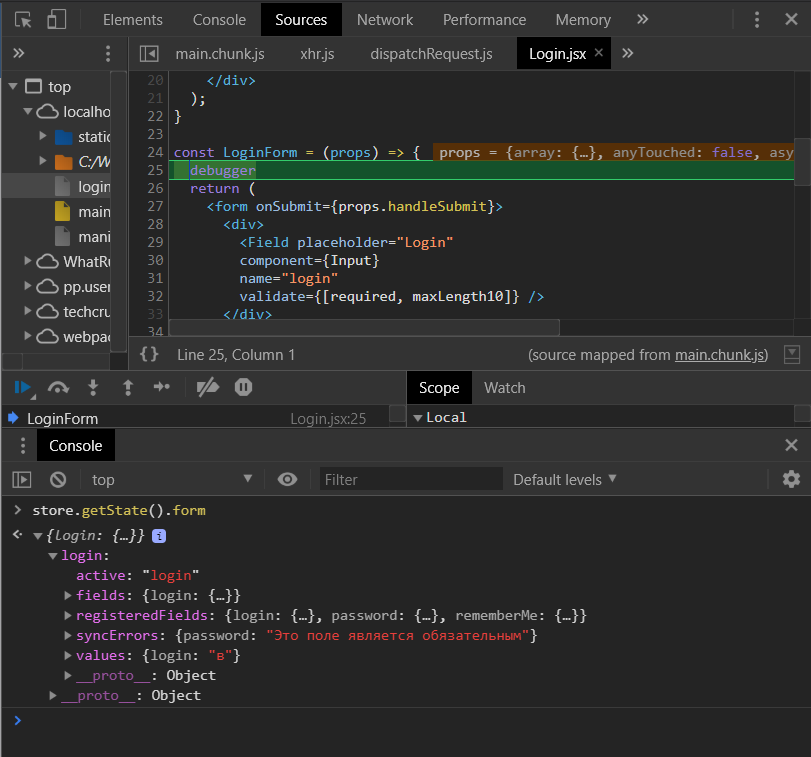 Elements Console Sources Network Performance Memory »
» main.chunk.js xhr.js dispatchRequest.js Login.jsx × »
top
localho
static
C:/W
login
main
mani
WhatRu
pp.user
techcru
webpac
20 </div>
21 );
22 }
23
24 const LoginForm = (props) => { props = {array: {…}, anyTouched: false, asy
25 debugger
26 return (
27 <form onSubmit={props.handleSubmit}>
28 <div>
29 <Field placeholder="Login"
30 component={Input}
31 name="login"
32 validate={[required, maxLength10]} />
33 </div>
34
{} Line 25, Column 1 (source mapped from main.chunk.js)
Scope Watch
LoginForm Login.jsx:25 Local
Console
top Filter Default levels
> store.getState().form
{login: {…}} i
login:
active: "login"
fields: {login: {…}}
registeredFields: {login: {…}, password: {…}, rememberMe: {…}}
syncErrors: {password: "Это поле является обязательным"}
values: {login: "в"}
__proto__: Object
__proto__: Object
>